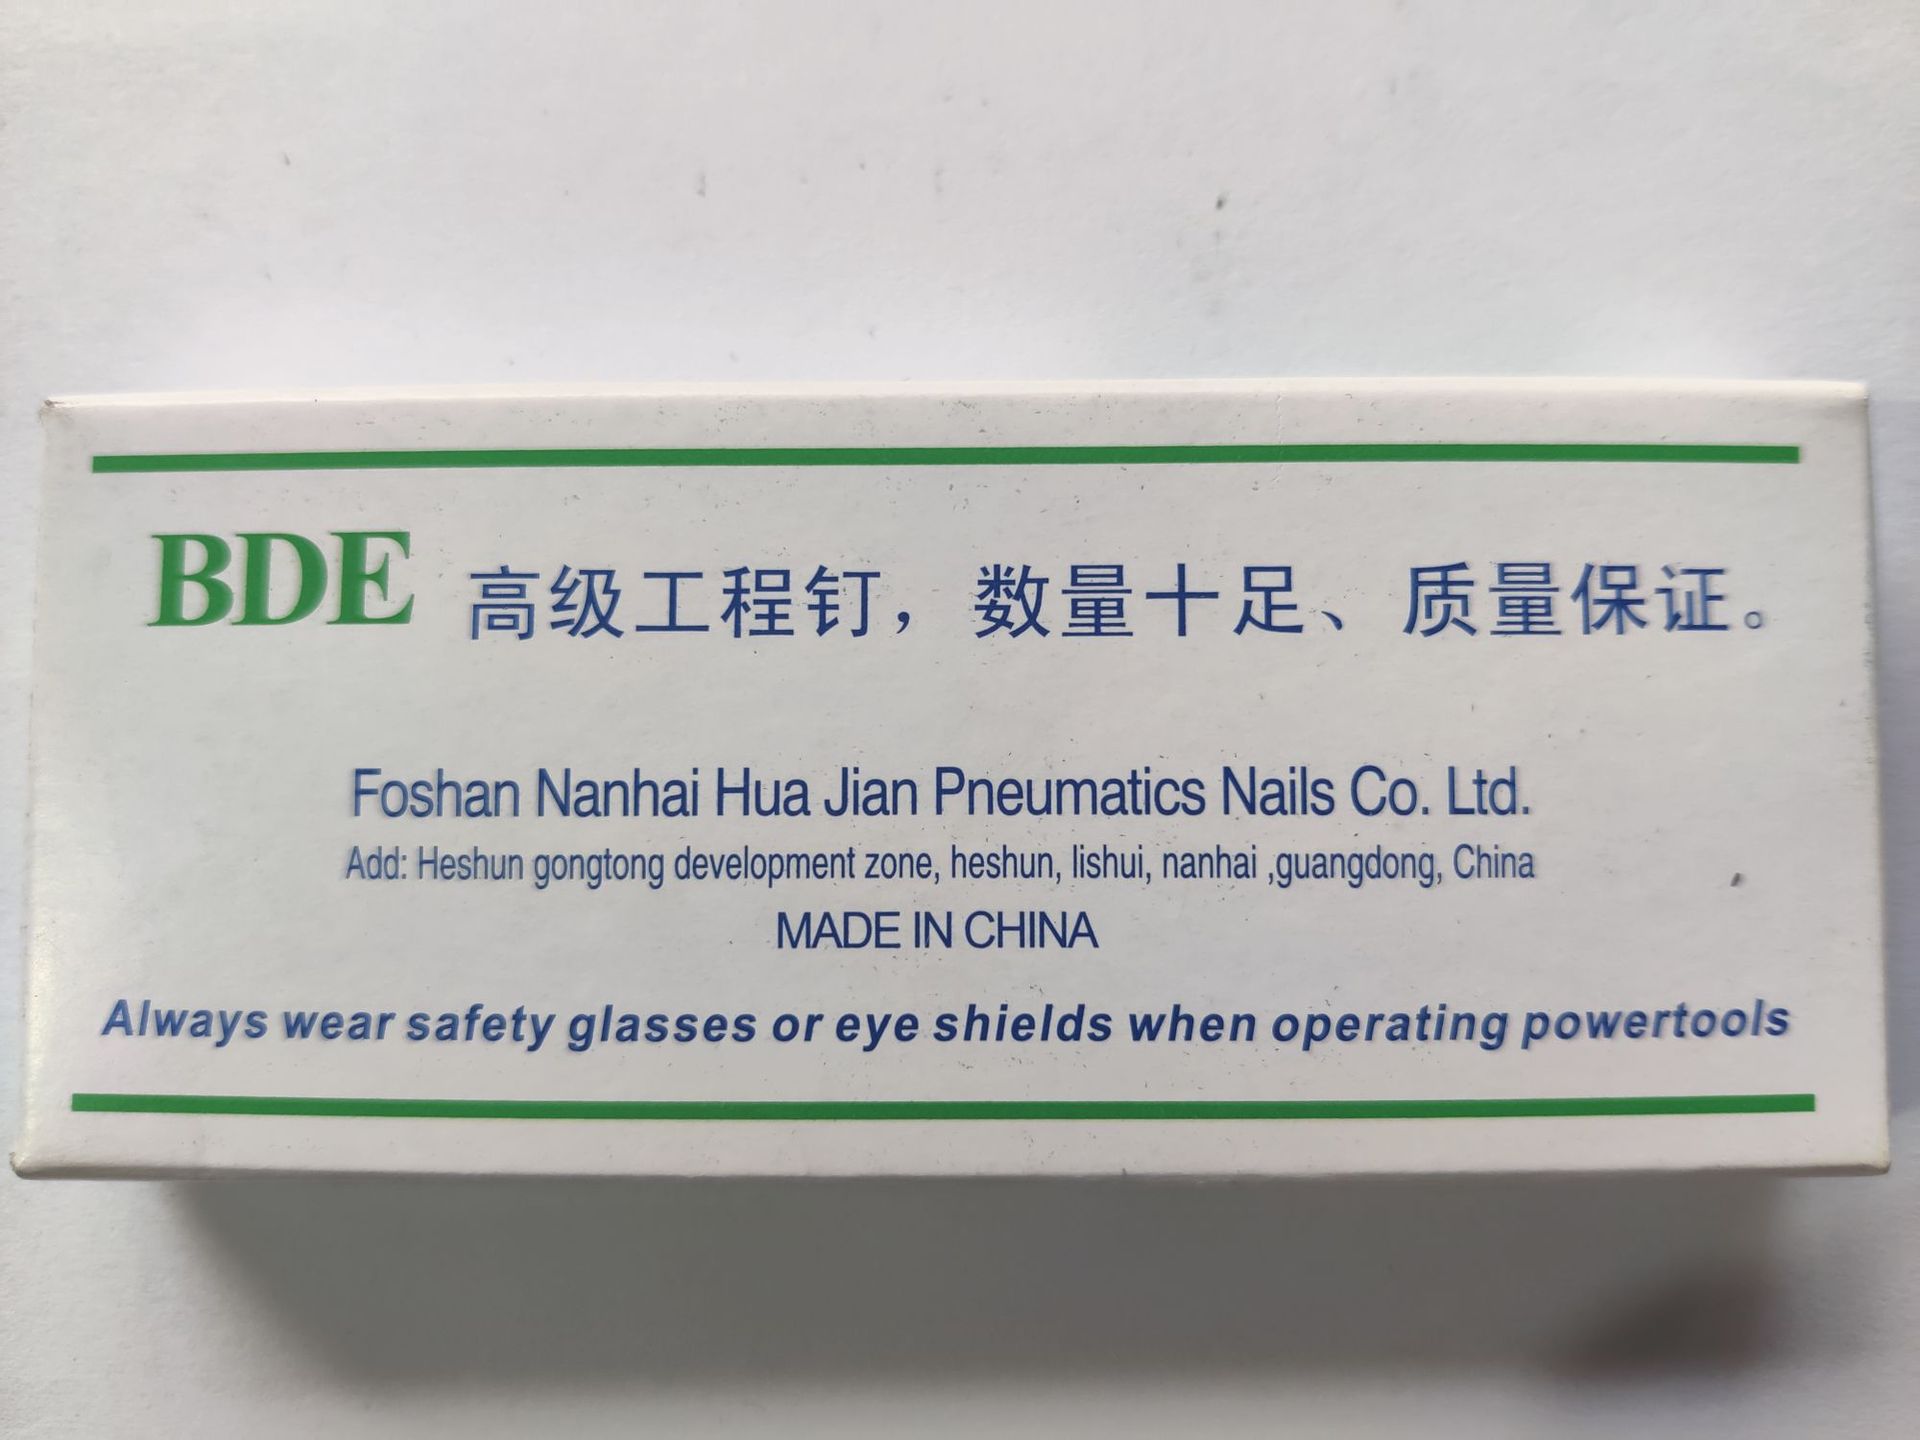 BDE 高级工程钉，数量十足、质量保证。
Foshan Nanhai Hua Jian Pneumatics Nails Co. Ltd.
Add: Heshun gongtong development zone, heshun, lishui, nanhai ,guangdong, China
MADE IN CHINA
Always wear safety glasses or eye shields when operating powertools